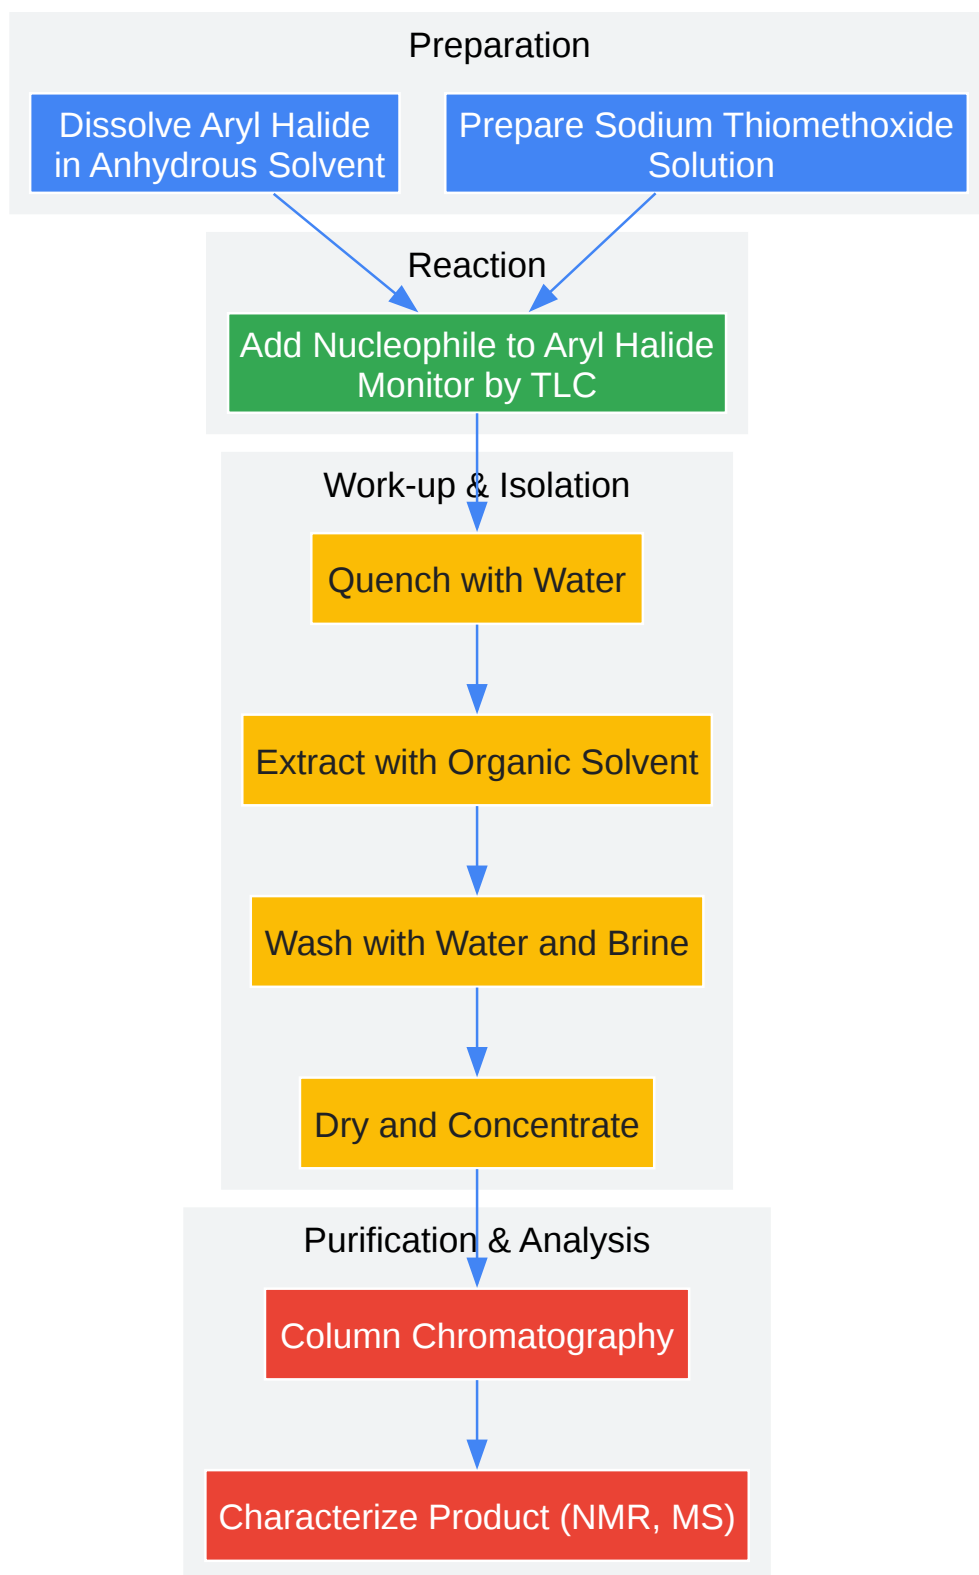 Preparation
Dissolve Aryl Halide
in Anhydrous Solvent
Prepare Sodium Thiomethoxide
Solution
Reaction
Add Nucleophile to Aryl Halide
Monitor by TLC
Work-up & Isolation
Quench with Water
Extract with Organic Solvent
Wash with Water and Brine
Dry and Concentrate
Purification & Analysis
Column Chromatography
Characterize Product (NMR, MS)